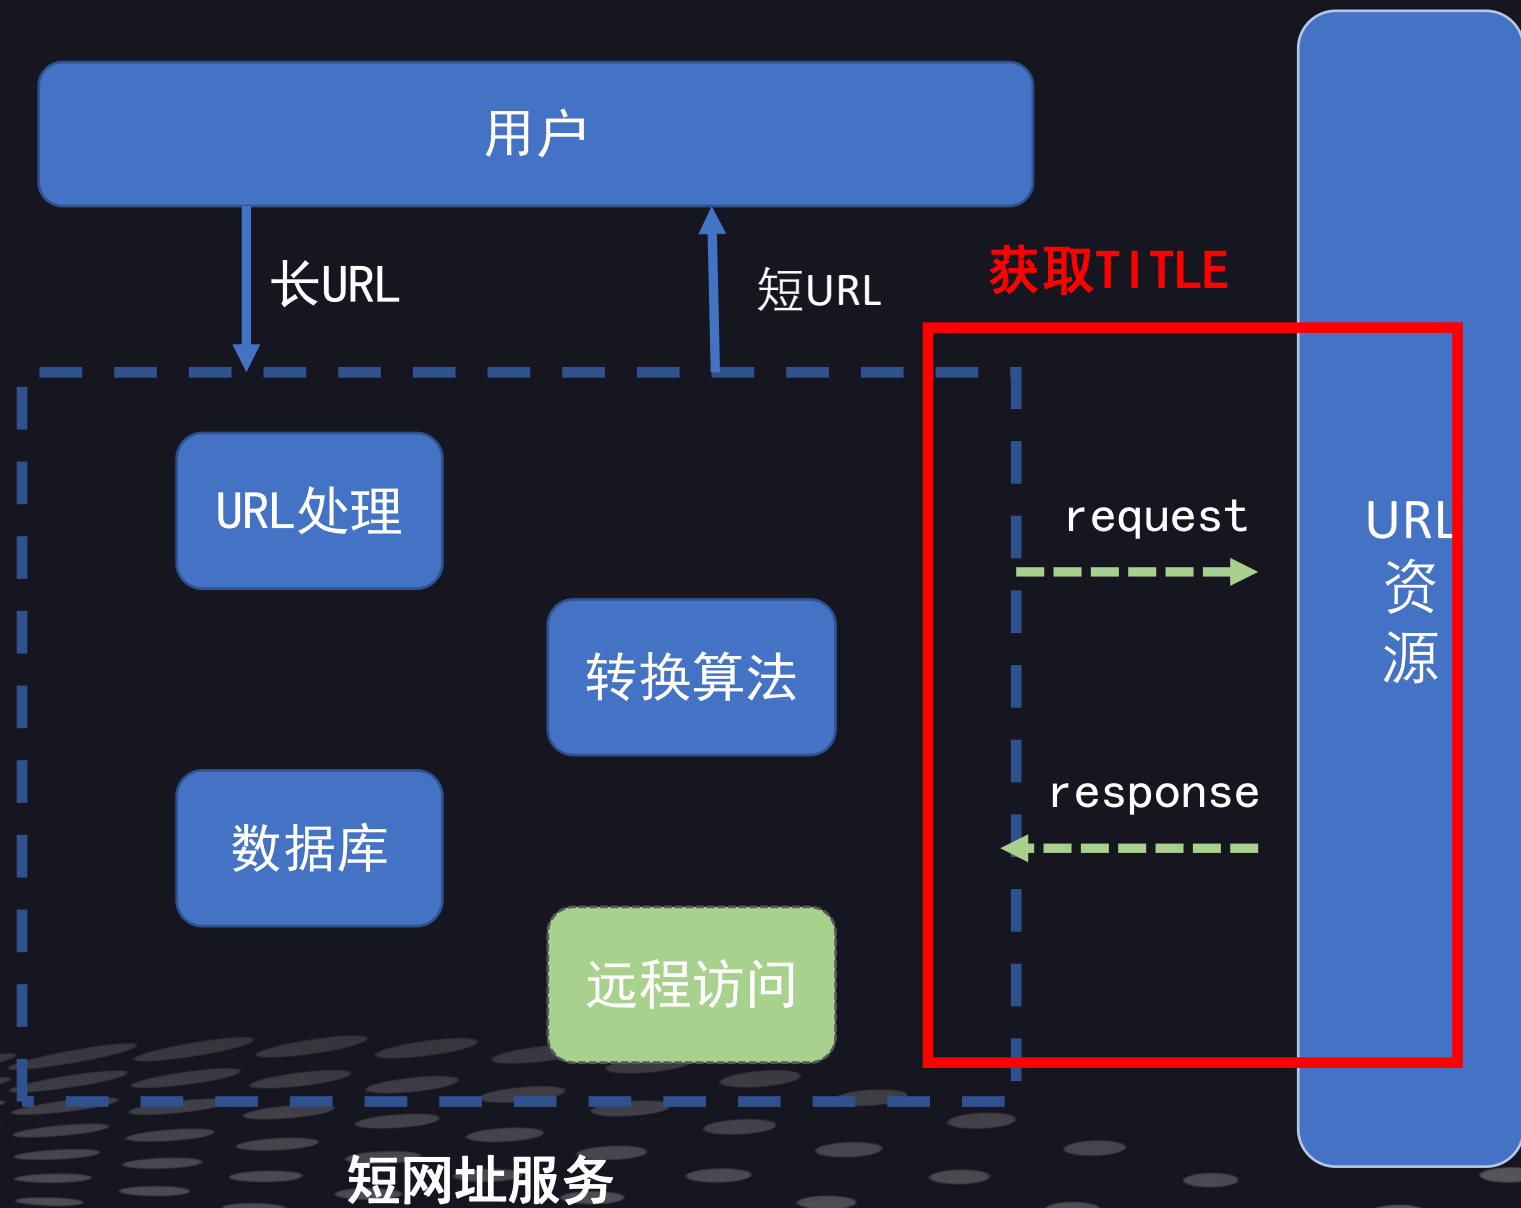 用户
长URL
短URL
获取TITLE
URL处理
request
URL
资
源
转换算法
response
数据库
远程访问
短网址服务